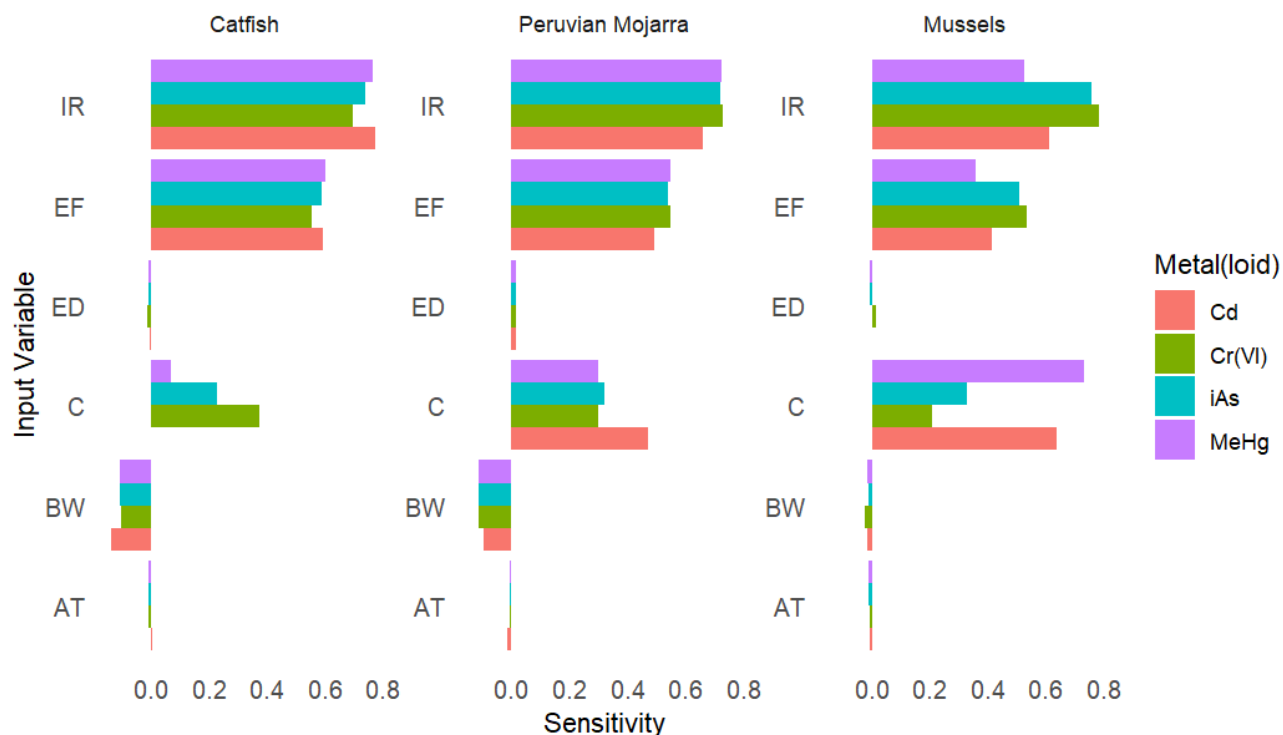 Catfish
Peruvian Mojarra
Mussels
Input Variable
IR
EF
ED
C
BW
AT
IR
EF
ED
C
BW
AT
IR
EF
ED
C
BW
AT
0.0 0.2 0.4 0.6 0.8
0.0 0.2 0.4 0.6 0.8
0.0 0.2 0.4 0.6 0.8
Sensitivity
Metal(loid)
Cd
Cr(VI)
iAs
MeHg